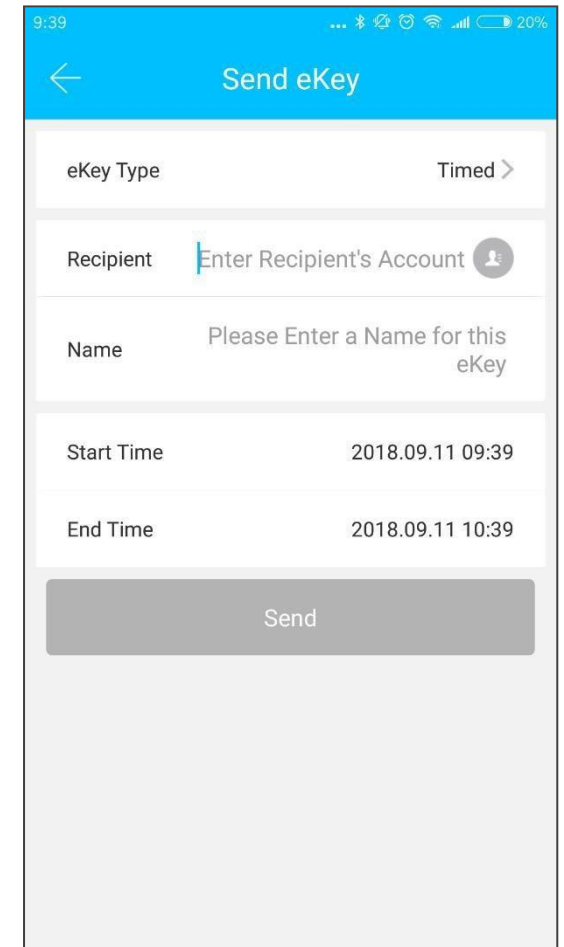 9:39 ... 20%
Send eKey
eKey Type Timed >
Recipient Enter Recipient's Account
Name Please Enter a Name for this
eKey
Start Time 2018.09.11 09:39
End Time 2018.09.11 10:39
Send